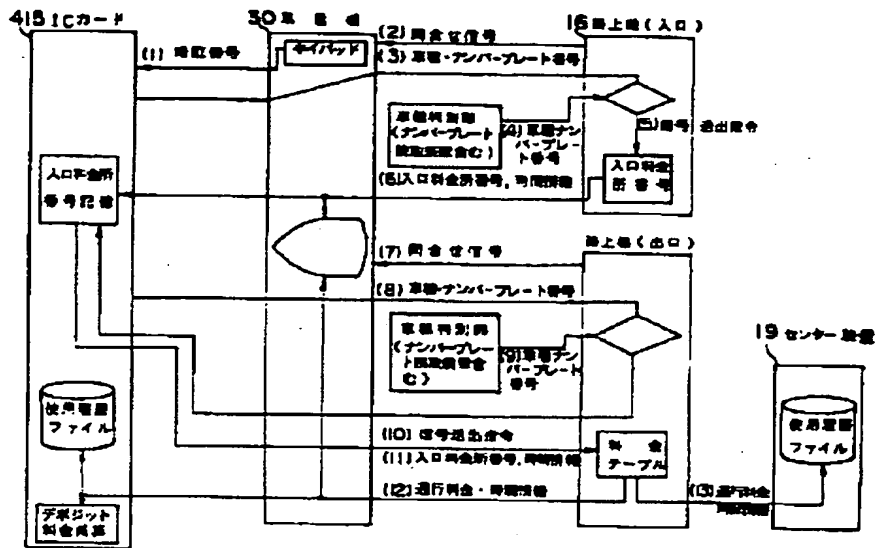 415 ICカード
30 車載機
16 路上機(入口)
(1) 暗証番号
キイパッド
(2) 問合せ信号
(3) 車種・ナンバープレート番号
車種判別機
(ナンバープレート
読取装置含む)
(4)車種ナン
バープレー
ト番号
(5)信号送出指令
入口料金
所番号
入口料金所
番号記憶
(6)入口料金所番号,時間情報
路上機(出口)
(7) 問合せ信号
(8) 車種・ナンバープレート番号
車種判別機
(ナンバープレー
ト読取装置含
む)
(9)車種ナン
バープレート
番号
19 センター装置
使用履歴
ファイル
使用履歴
ファイル
(10) 信号送出指令
(11)入口料金所番号,時間情報
料金
テーブル
(12)通行料金・時間情報
(13)通行料金
時間情報
デポジット
料金減算